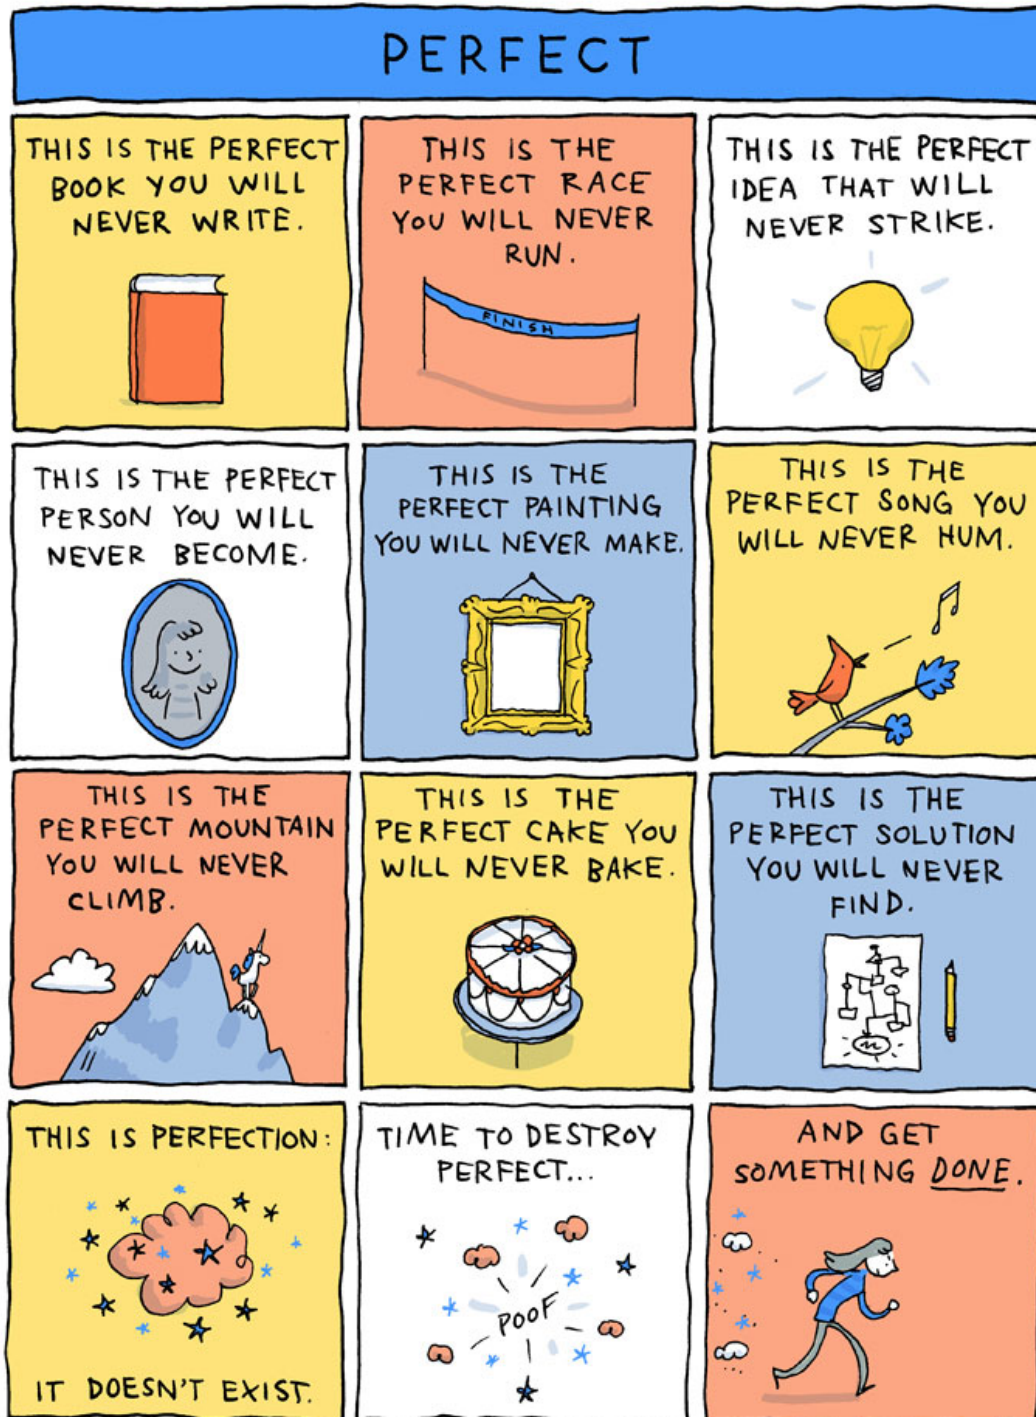 PERFECT
THIS IS THE PERFECT
BOOK YOU WILL
NEVER WRITE.
THIS IS THE
PERFECT RACE
YOU WILL NEVER
RUN.
FINISH
THIS IS THE PERFECT
IDEA THAT WILL
NEVER STRIKE.
THIS IS THE PERFECT
PERSON YOU WILL
NEVER BECOME.
THIS IS THE
PERFECT PAINTING
YOU WILL NEVER MAKE.
THIS IS THE
PERFECT SONG YOU
WILL NEVER HUM.
THIS IS THE
PERFECT MOUNTAIN
YOU WILL NEVER
CLIMB.
THIS IS THE
PERFECT CAKE YOU
WILL NEVER BAKE.
THIS IS THE
PERFECT SOLUTION
YOU WILL NEVER
FIND.
THIS IS PERFECTION:
IT DOESN'T EXIST.
TIME TO DESTROY
PERFECT...
POOF
AND GET
SOMETHING DONE.